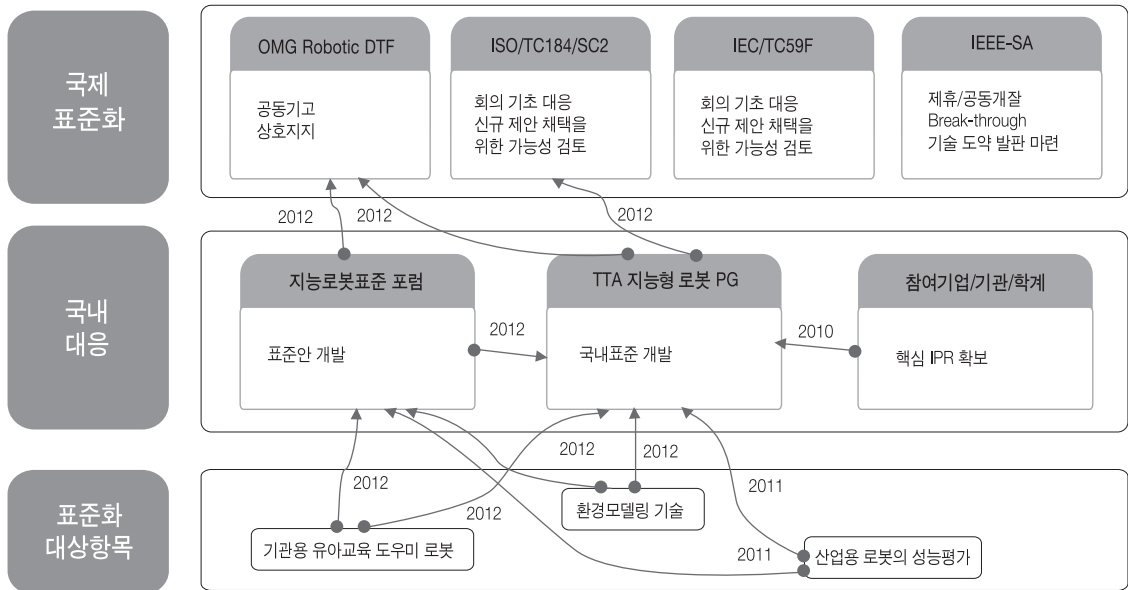 국제
표준화
OMG Robotic DTF
공동기고
상호지지
ISO/TC184/SC2
회의 기초 대응
신규 제안 채택을
위한 가능성 검토
IEC/TC59F
회의 기초 대응
신규 제안 채택을
위한 가능성 검토
IEEE-SA
제휴/공동개잘
Break-through
기술 도약 발판 마련
2012
2012
2012
국내
대응
지능로봇표준 포럼
표준안 개발
2012
TTA 지능형 로봇 PG
국내표준 개발
2010
참여기업/기관/학계
핵심 IPR 확보
2012
2012
2012
2011
표준화
대상항목
2012
환경모델링 기술
기관용 유아교육 도우미 로봇
2011
산업용 로봇의 성능평가